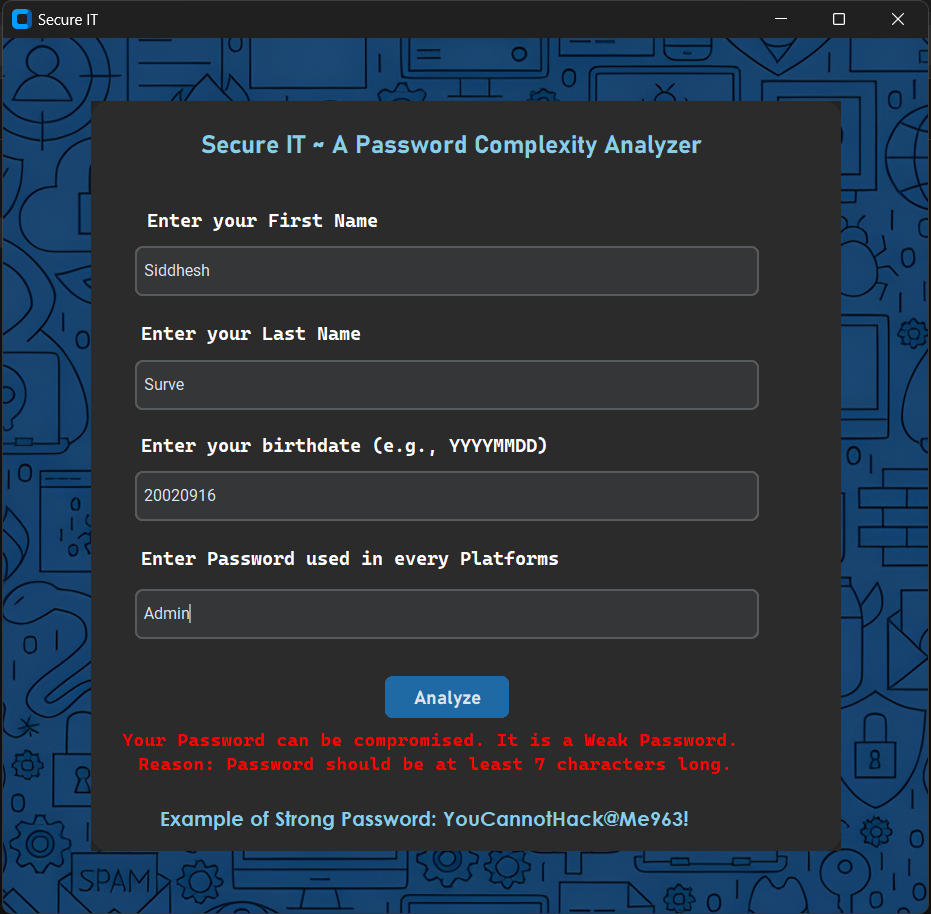 Secure IT
Secure IT ~ A Password Complexity Analyzer
Enter your First Name
Siddhesh
Enter your Last Name
Surve
Enter your birthdate (e.g., YYYYMMDD)
20020916
Enter Password used in every Platforms
Admin
Analyze
Your Password can be compromised. It is a Weak Password.
Reason: Password should be at least 7 characters long.
Example of Strong Password: YouCannotHack@Me963!
SPAM